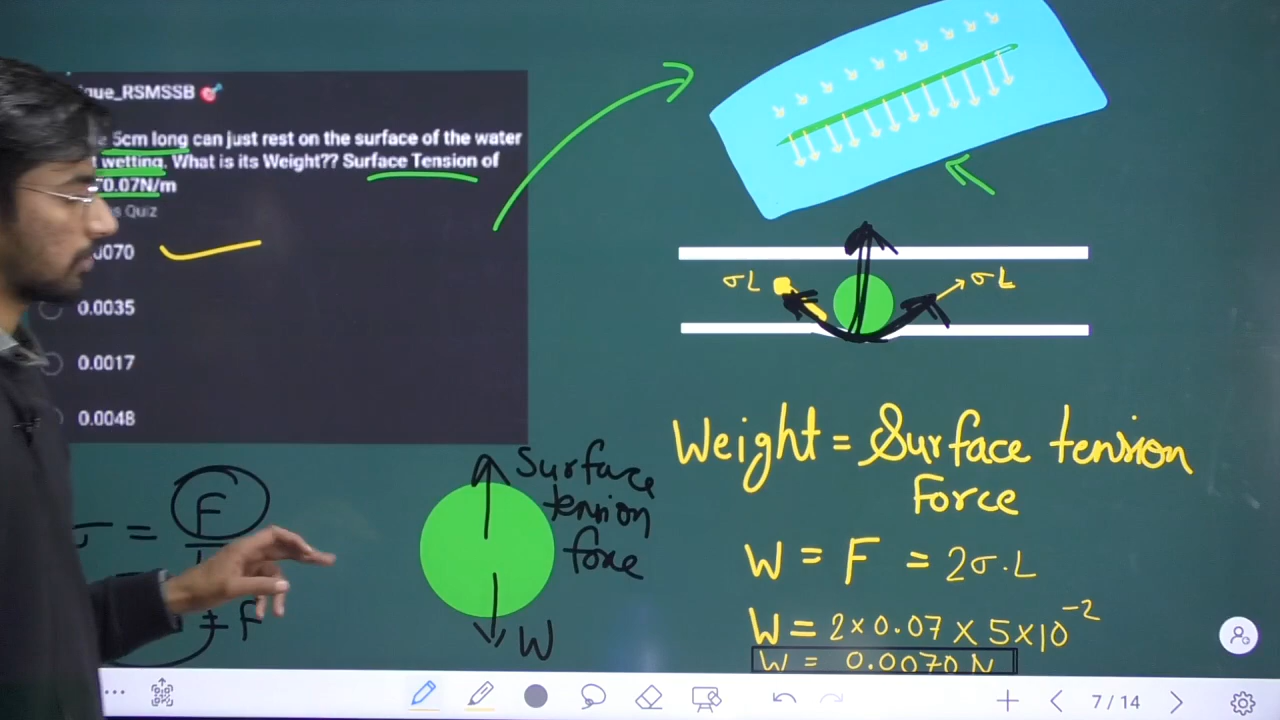 que_RSMSSB
5cm long can just rest on the surface of the water
wetting. What is its Weight?? Surface Tension of
0.07N/m
Quiz
0070
0.0035
0.0017
0.0048
σL
σL
Weight = Surface tension
Force
W = F = 2σ.L
W = 2×0.07×5×10⁻²
W = 0.0070 N
Surface
tension
force
W
σ = F
F
7 / 14